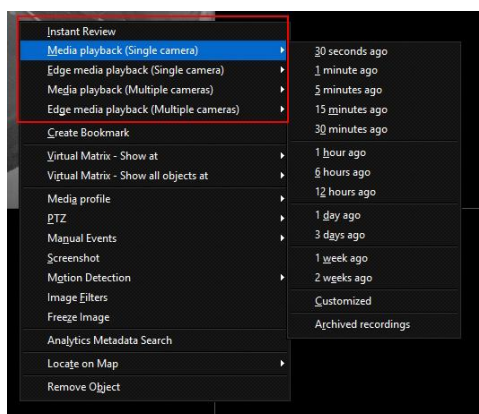 Instant Review
Media playback (Single camera)
Edge media playback (Single camera)
Media playback (Multiple cameras)
Edge media playback (Multiple cameras)
Create Bookmark
Virtual Matrix - Show at
Virtual Matrix - Show all objects at
Media profile
PTZ
Manual Events
Screenshot
Motion Detection
Image Filters
Freeze Image
Analytics Metadata Search
Locate on Map
Remove Object
30 seconds ago
1 minute ago
5 minutes ago
15 minutes ago
30 minutes ago
1 hour ago
6 hours ago
12 hours ago
1 day ago
3 days ago
1 week ago
2 weeks ago
Customized
Archived recordings